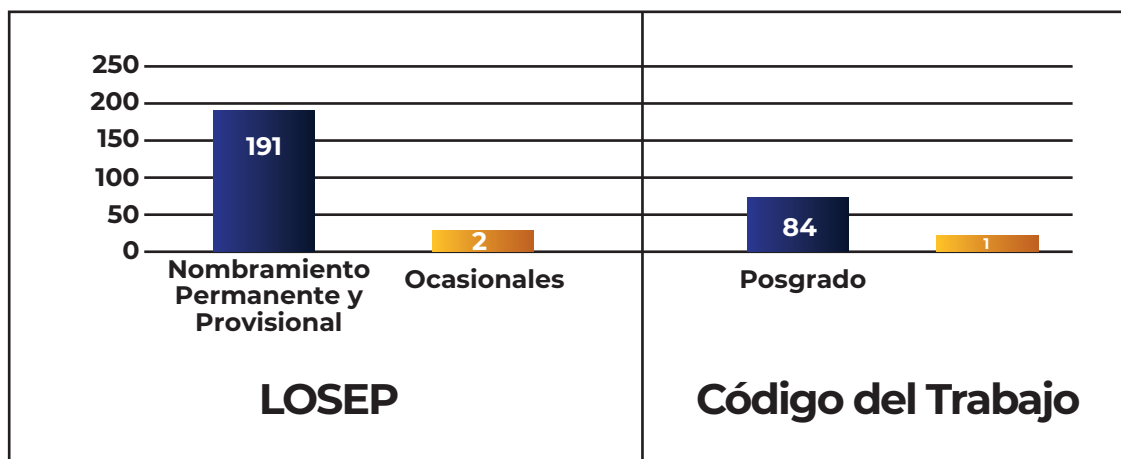 250
200
150
100
50
0
191
2
84
1
Nombramiento
Permanente y
Provisional
Ocasionales
Posgrado
LOSEP
Código del Trabajo